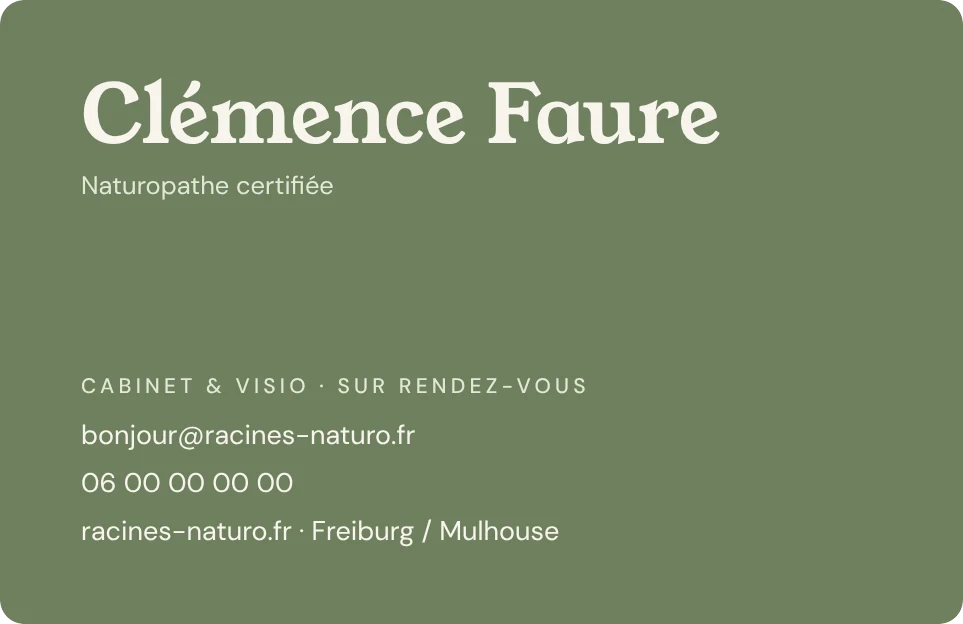 Clémence Faure
Naturopathe certifiée
CABINET & VISIO · SUR RENDEZ-VOUS
bonjour@racines-naturo.fr
06 00 00 00 00
racines-naturo.fr · Freiburg / Mulhouse